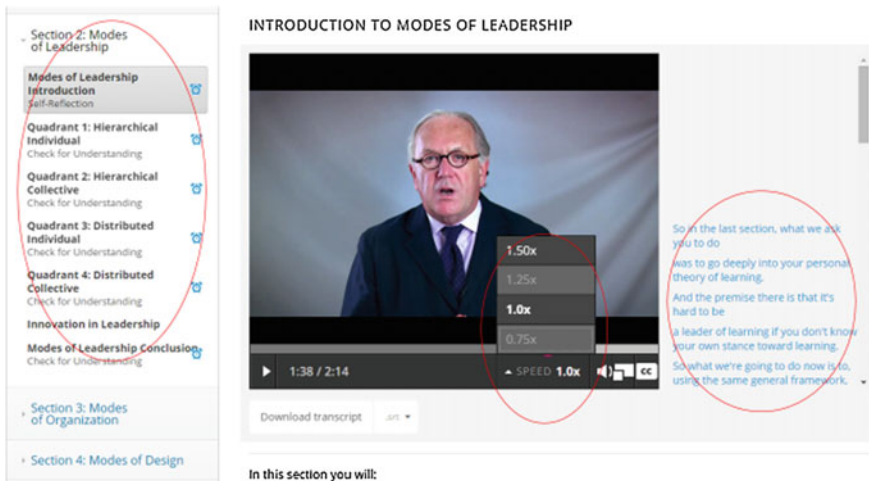 Section 2: Modes
of Leadership
Modes of Leadership
Introduction
Self-Reflection
Quadrant 1: Hierarchical
Individual
Check for Understanding
Quadrant 2: Hierarchical
Collective
Check for Understanding
Quadrant 3: Distributed
Individual
Check for Understanding
Quadrant 4: Distributed
Collective
Check for Understanding
Innovation in Leadership
Modes of Leadership Conclusion
Check for Understanding
Section 3: Modes
of Organization
Section 4: Modes of Design
INTRODUCTION TO MODES OF LEADERSHIP
1.50x
1.25x
1.0x
0.75x
1:38 / 2:14
SPEED 1.0x
CC
Download transcript
.srt
So in the last section, what we ask
you to do
was to go deeply into your personal
theory of learning.
And the premise there is that it's
hard to be
a leader of learning if you don't know
your own stance toward learning.
So what we're going to do now is to,
using the same general framework,
In this section you will: